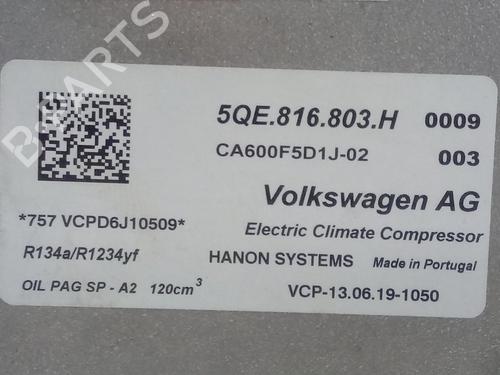 5QE.816.803.H 0009
CA600F5D1J-02 003
Volkswagen AG
*757 VCPD6J10509*
Electric Climate Compressor
R134a/R1234yf
HANON SYSTEMS Made in Portugal
OIL PAG SP - A2 120cm³
VCP-13.06.19-1050
B-PARTS